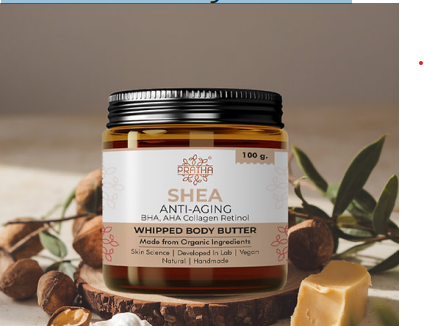 100 g.
PRATHA
SHEA
ANTI-AGING
BHA, AHA Collagen Retinol
WHIPPED BODY BUTTER
Made from Organic Ingredients
Skin Science | Developed In Lab | Vegan
Natural | Handmade